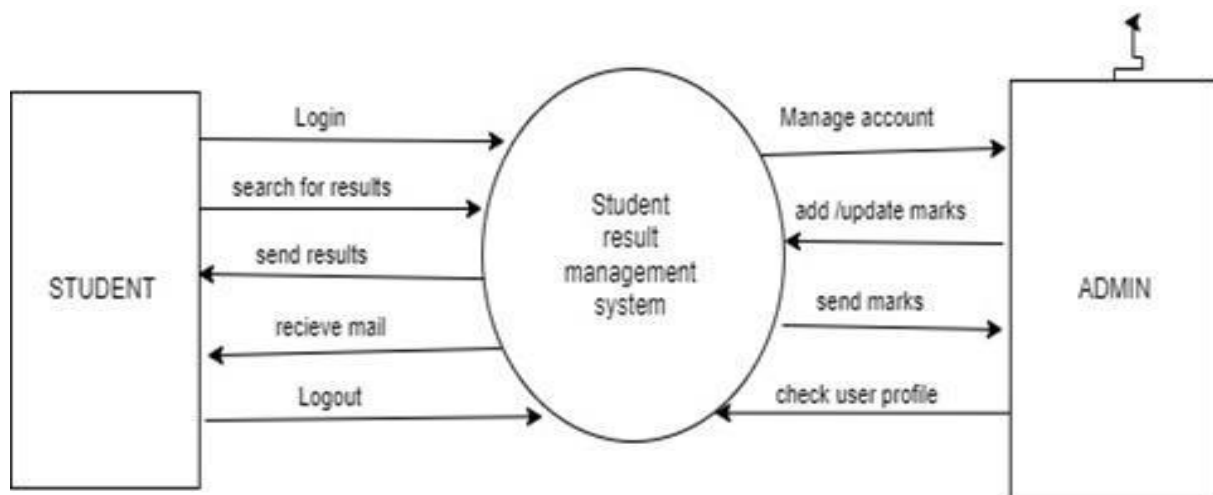 Login
Manage account
search for results
add /update marks
Student
result
management
system
send results
STUDENT
ADMIN
send marks
recieve mail
check user profile
Logout